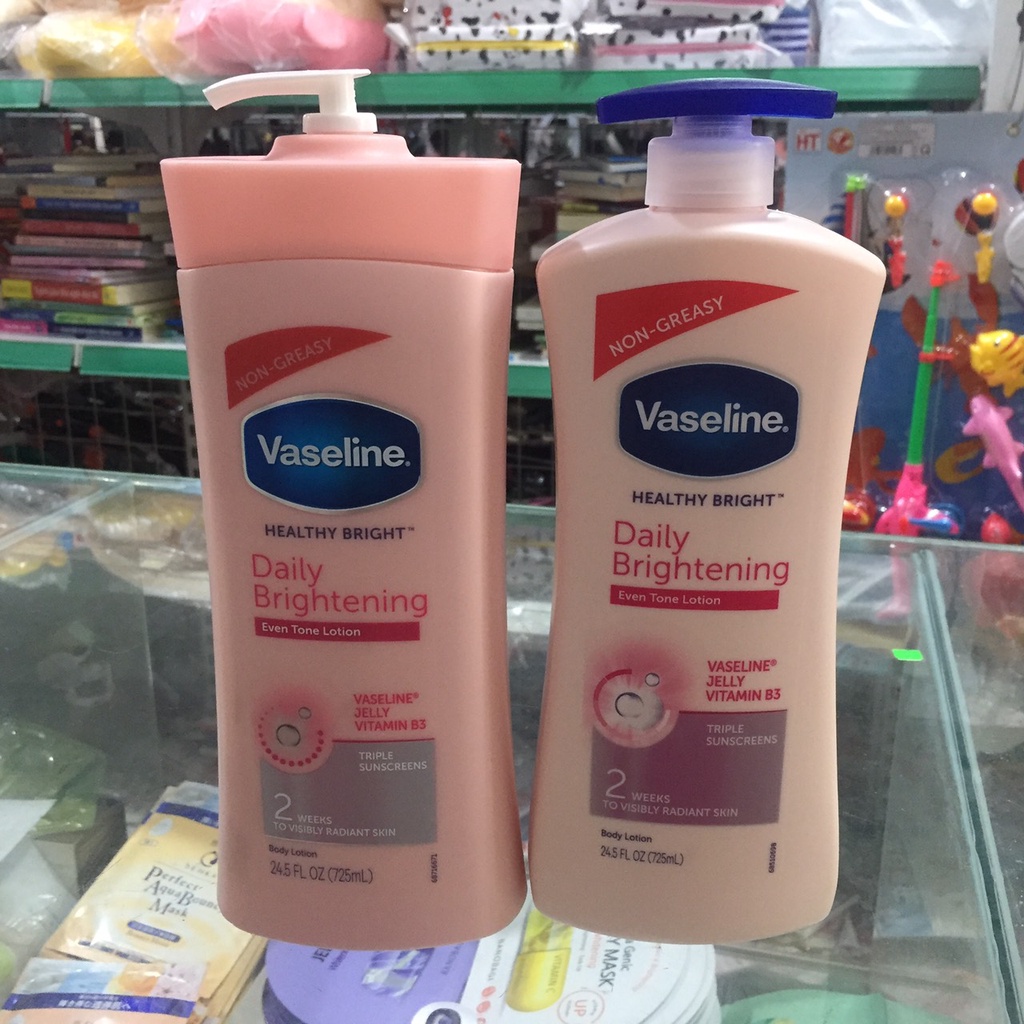 NON-GREASY
Vaseline®
HEALTHY BRIGHT™
Daily
Brightening
Even Tone Lotion
VASELINE®
JELLY
VITAMIN B3
TRIPLE
SUNSCREENS
2 WEEKS
TO VISIBLY RADIANT SKIN
Body Lotion
24.5 FL OZ (725mL)
NON-GREASY
Vaseline®
HEALTHY BRIGHT™
Daily
Brightening
Even Tone Lotion
VASELINE®
JELLY
VITAMIN B3
TRIPLE
SUNSCREENS
2 WEEKS
TO VISIBLY RADIANT SKIN
Body Lotion
24.5 FL OZ (725mL)
HT
Perfect
Mask
MASK
UP